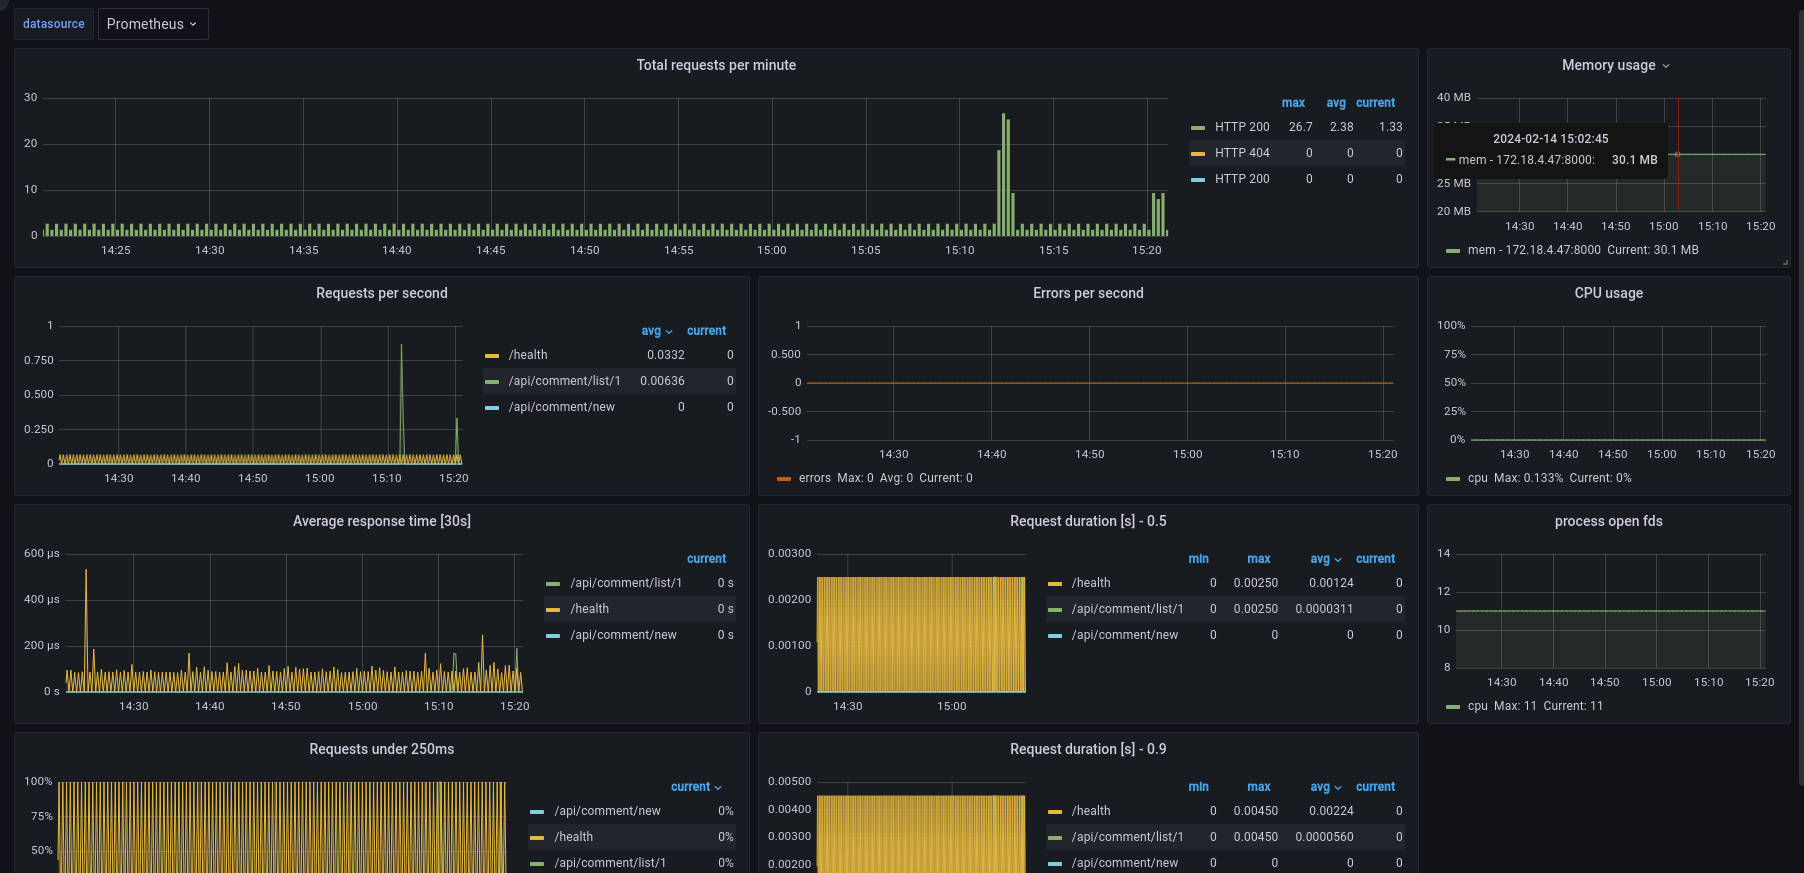 datasource Prometheus
Total requests per minute
30
20
10
0
14:25 14:30 14:35 14:40 14:45 14:50 14:55 15:00 15:05 15:10 15:15 15:20
max avg current
HTTP 200 26.7 2.38 1.33
HTTP 404 0 0 0
HTTP 200 0 0 0
Memory usage
40 MB
2024-02-14 15:02:45
mem - 172.18.4.47:8000: 30.1 MB
25 MB
20 MB
14:30 14:40 14:50 15:00 15:10 15:20
mem - 172.18.4.47:8000 Current: 30.1 MB
Requests per second
1
0.750
0.500
0.250
0
14:30 14:40 14:50 15:00 15:10 15:20
avg current
/health 0.0332 0
/api/comment/list/1 0.00636 0
/api/comment/new 0 0
Errors per second
1
0.500
0
-0.500
-1
14:30 14:40 14:50 15:00 15:10 15:20
errors Max: 0 Avg: 0 Current: 0
CPU usage
100%
75%
50%
25%
0%
14:30 14:40 14:50 15:00 15:10 15:20
cpu Max: 0.133% Current: 0%
Average response time [30s]
600 µs
400 µs
200 µs
0 s
14:30 14:40 14:50 15:00 15:10 15:20
current
/api/comment/list/1 0 s
/health 0 s
/api/comment/new 0 s
Request duration [s] - 0.5
0.00300
0.00200
0.00100
0
14:30 15:00
min max avg current
/health 0 0.00250 0.00124 0
/api/comment/list/1 0 0.00250 0.0000311 0
/api/comment/new 0 0 0 0
process open fds
14
12
10
8
14:30 14:40 14:50 15:00 15:10 15:20
cpu Max: 11 Current: 11
Requests under 250ms
100%
75%
50%
current
/api/comment/new 0%
/health 0%
/api/comment/list/1 0%
Request duration [s] - 0.9
0.00500
0.00400
0.00300
0.00200
min max avg current
/health 0 0.00450 0.00224 0
/api/comment/list/1 0 0.00450 0.0000560 0
/api/comment/new 0 0 0 0